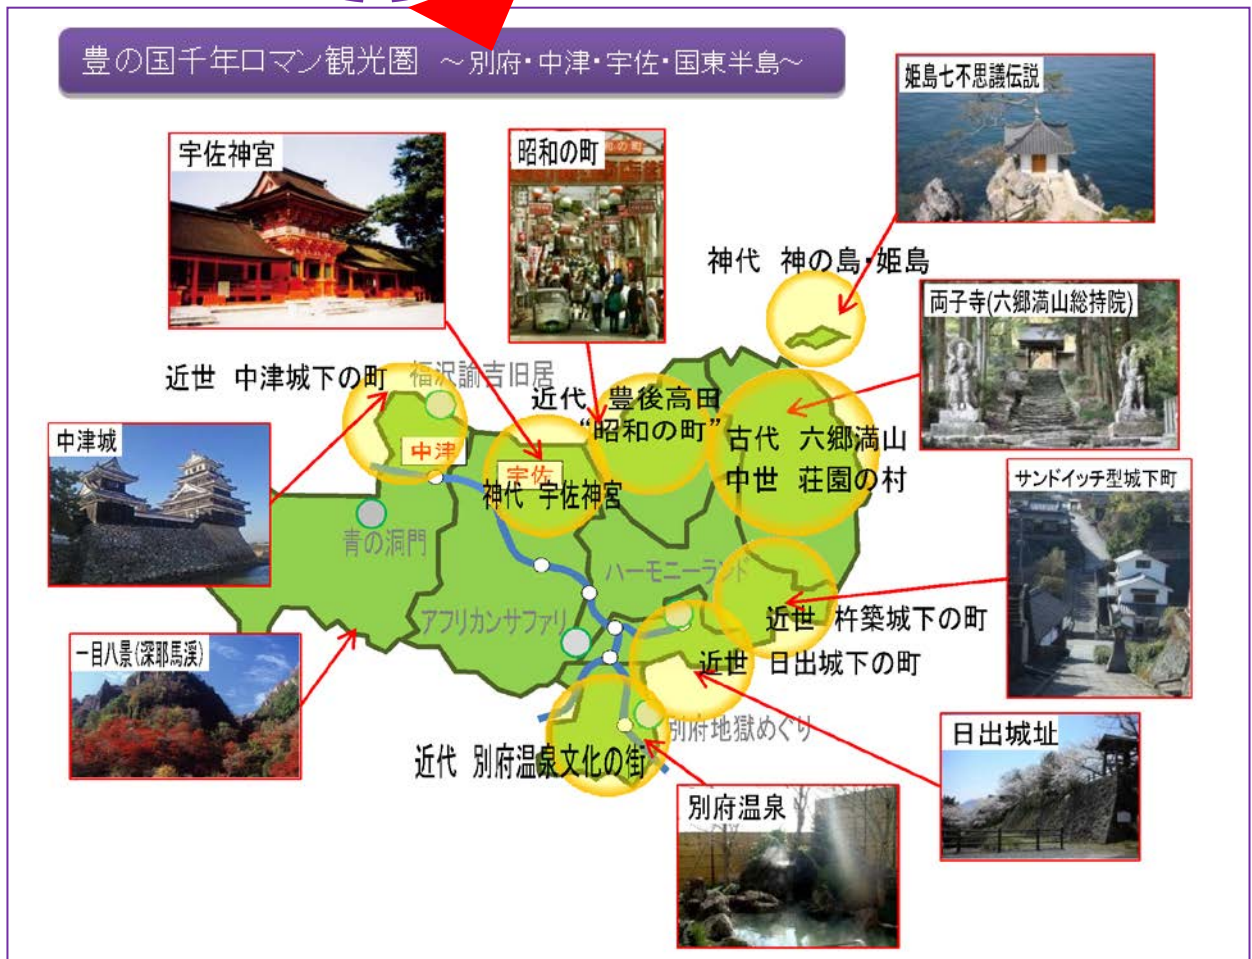 豊の国千年ロマン観光圏 ～別府・中津・宇佐・国東半島～
姫島七不思議伝説
宇佐神宮
昭和の町
神代 神の島・姫島
両子寺(六郷満山総持院)
近世 中津城下の町
福沢諭吉旧居
近代 豊後高田
“昭和の町”
中津城
中津
宇佐
神代 宇佐神宮
古代 六郷満山
中世 荘園の村
サンドイッチ型城下町
青の洞門
ハーモニーランド
アフリカンサファリ
近世 杵築城下の町
一目八景(深耶馬渓)
近世 日出城下の町
別府地獄めぐり
日出城址
近代 別府温泉文化の街
別府温泉